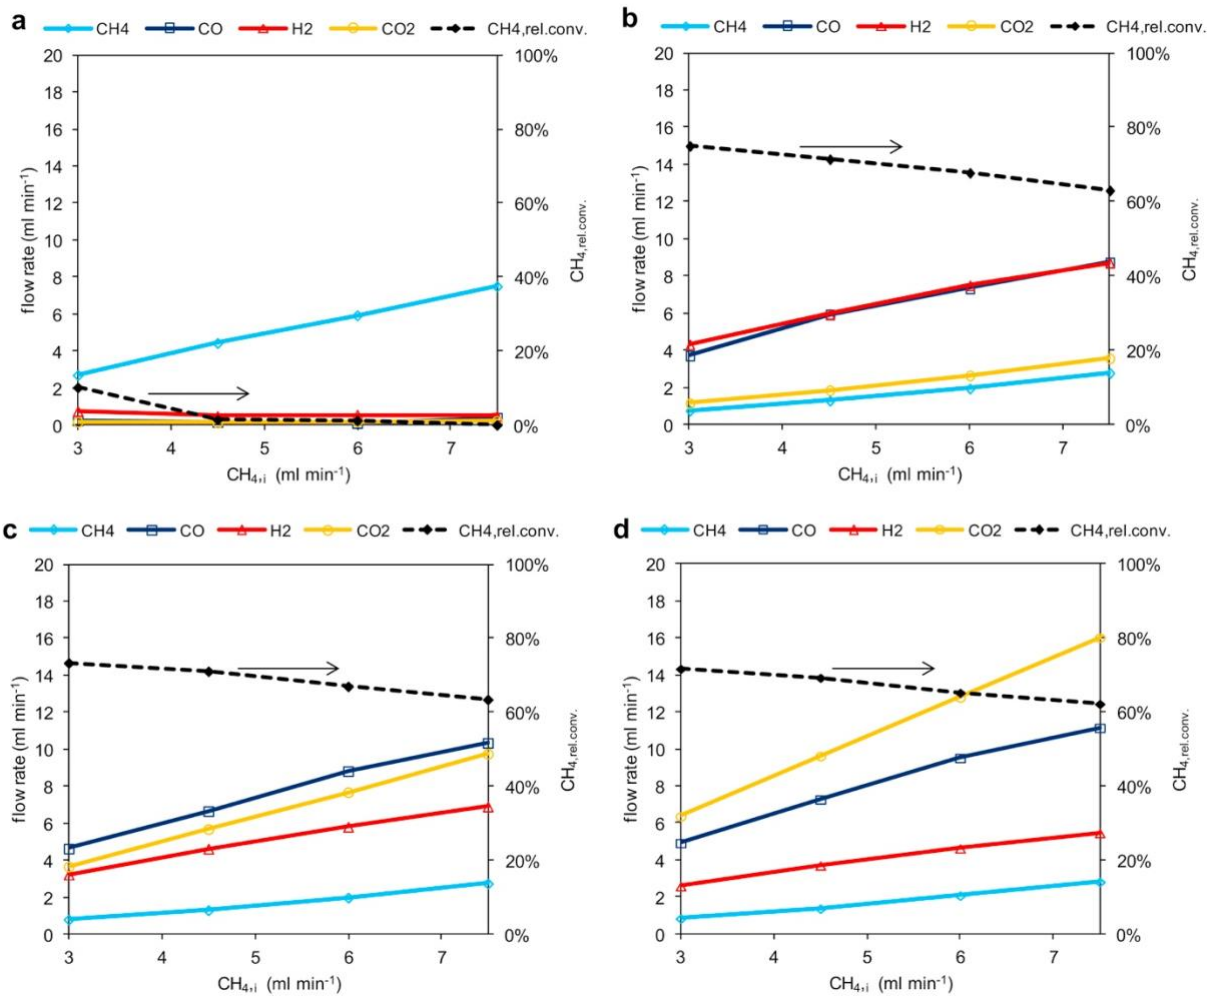 a CH4 CO H2 CO2 CH4,rel.conv.
20 18 16 14 12 10 8 6 4 2 0
flow rate (ml min-1)
100% 80% 60% 40% 20% 0%
CH4,rel.conv.
3 4 5 6 7
CH4,i (ml min-1)
b CH4 CO H2 CO2 CH4,rel.conv.
20 18 16 14 12 10 8 6 4 2 0
flow rate (ml min-1)
100% 80% 60% 40% 20% 0%
CH4,rel.conv.
3 4 5 6 7
CH4,i (ml min-1)
c CH4 CO H2 CO2 CH4,rel.conv.
20 18 16 14 12 10 8 6 4 2 0
flow rate (ml min-1)
100% 80% 60% 40% 20% 0%
CH4,rel.conv.
3 4 5 6 7
CH4,i (ml min-1)
d CH4 CO H2 CO2 CH4,rel.conv.
20 18 16 14 12 10 8 6 4 2 0
flow rate (ml min-1)
100% 80% 60% 40% 20% 0%
CH4,rel.conv.
3 4 5 6 7
CH4,i (ml min-1)